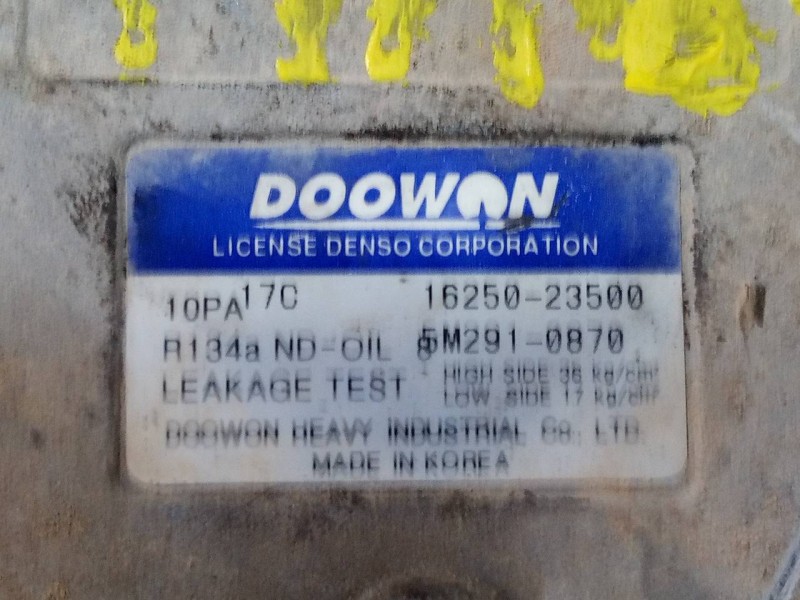 DOOWON
LICENSE DENSO CORPORATION
10PA17C 16250-23500
R134a ND-OIL 8 5M291-0870
LEAKAGE TEST HIGH SIDE 36 kg/cm²
LOW SIDE 17 kg/cm²
DOOWON HEAVY INDUSTRIAL Co., LTD.
MADE IN KOREA